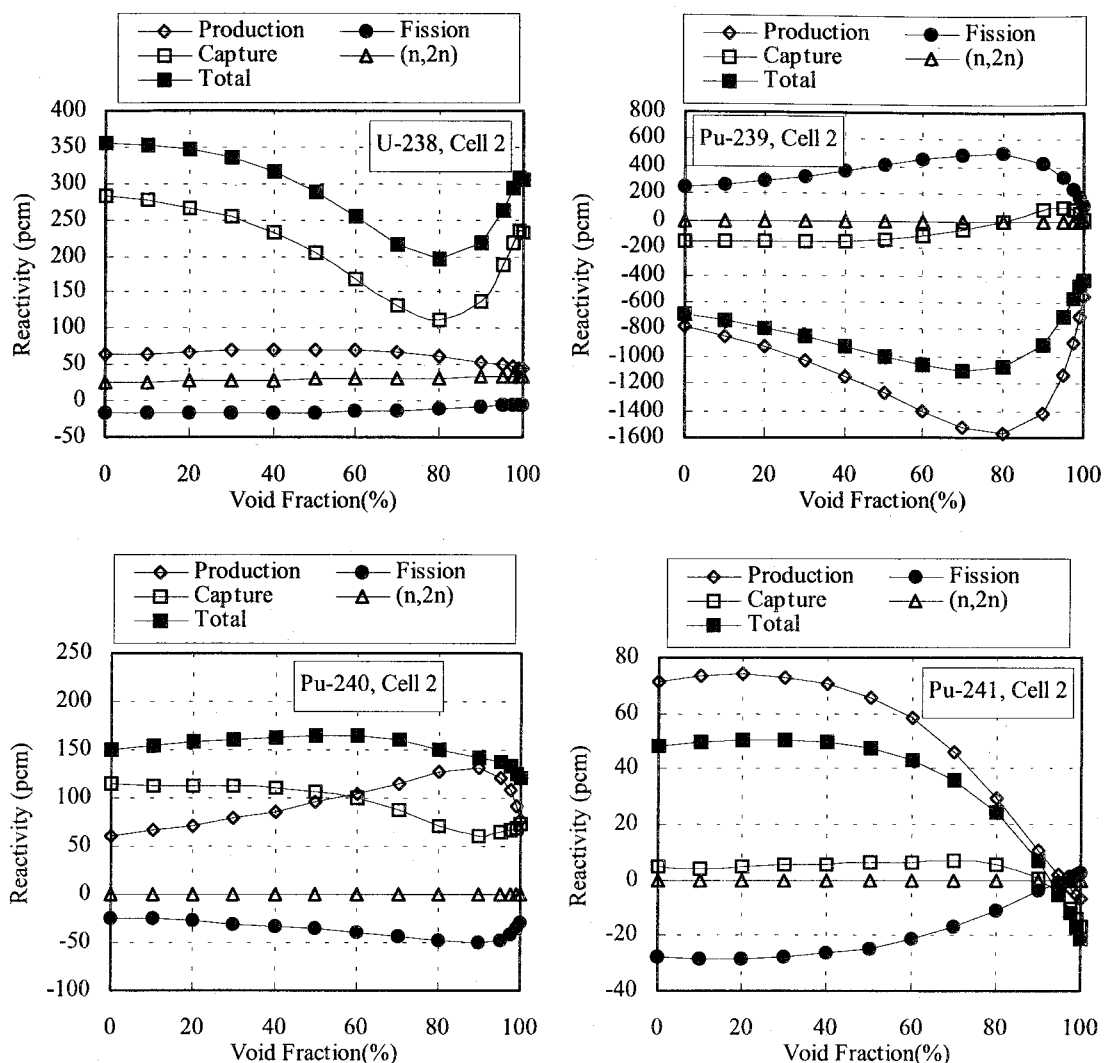 Production Fission
Capture (n,2n)
Total
400
350
300
250
200
150
100
50
0
-50
Reactivity (pcm)
U-238, Cell 2
0 20 40 60 80 100
Void Fraction(%)
Production Fission
Capture (n,2n)
Total
800
600
400
200
0
-200
-400
-600
-800
-1000
-1200
-1400
-1600
Reactivity (pcm)
Pu-239, Cell 2
0 20 40 60 80 100
Void Fraction(%)
Production Fission
Capture (n,2n)
Total
250
200
150
100
50
0
-50
-100
Reactivity (pcm)
Pu-240, Cell 2
0 20 40 60 80 100
Void Fraction(%)
Production Fission
Capture (n,2n)
Total
80
60
40
20
0
-20
-40
Reactivity (pcm)
Pu-241, Cell 2
0 20 40 60 80 100
Void Fraction(%)